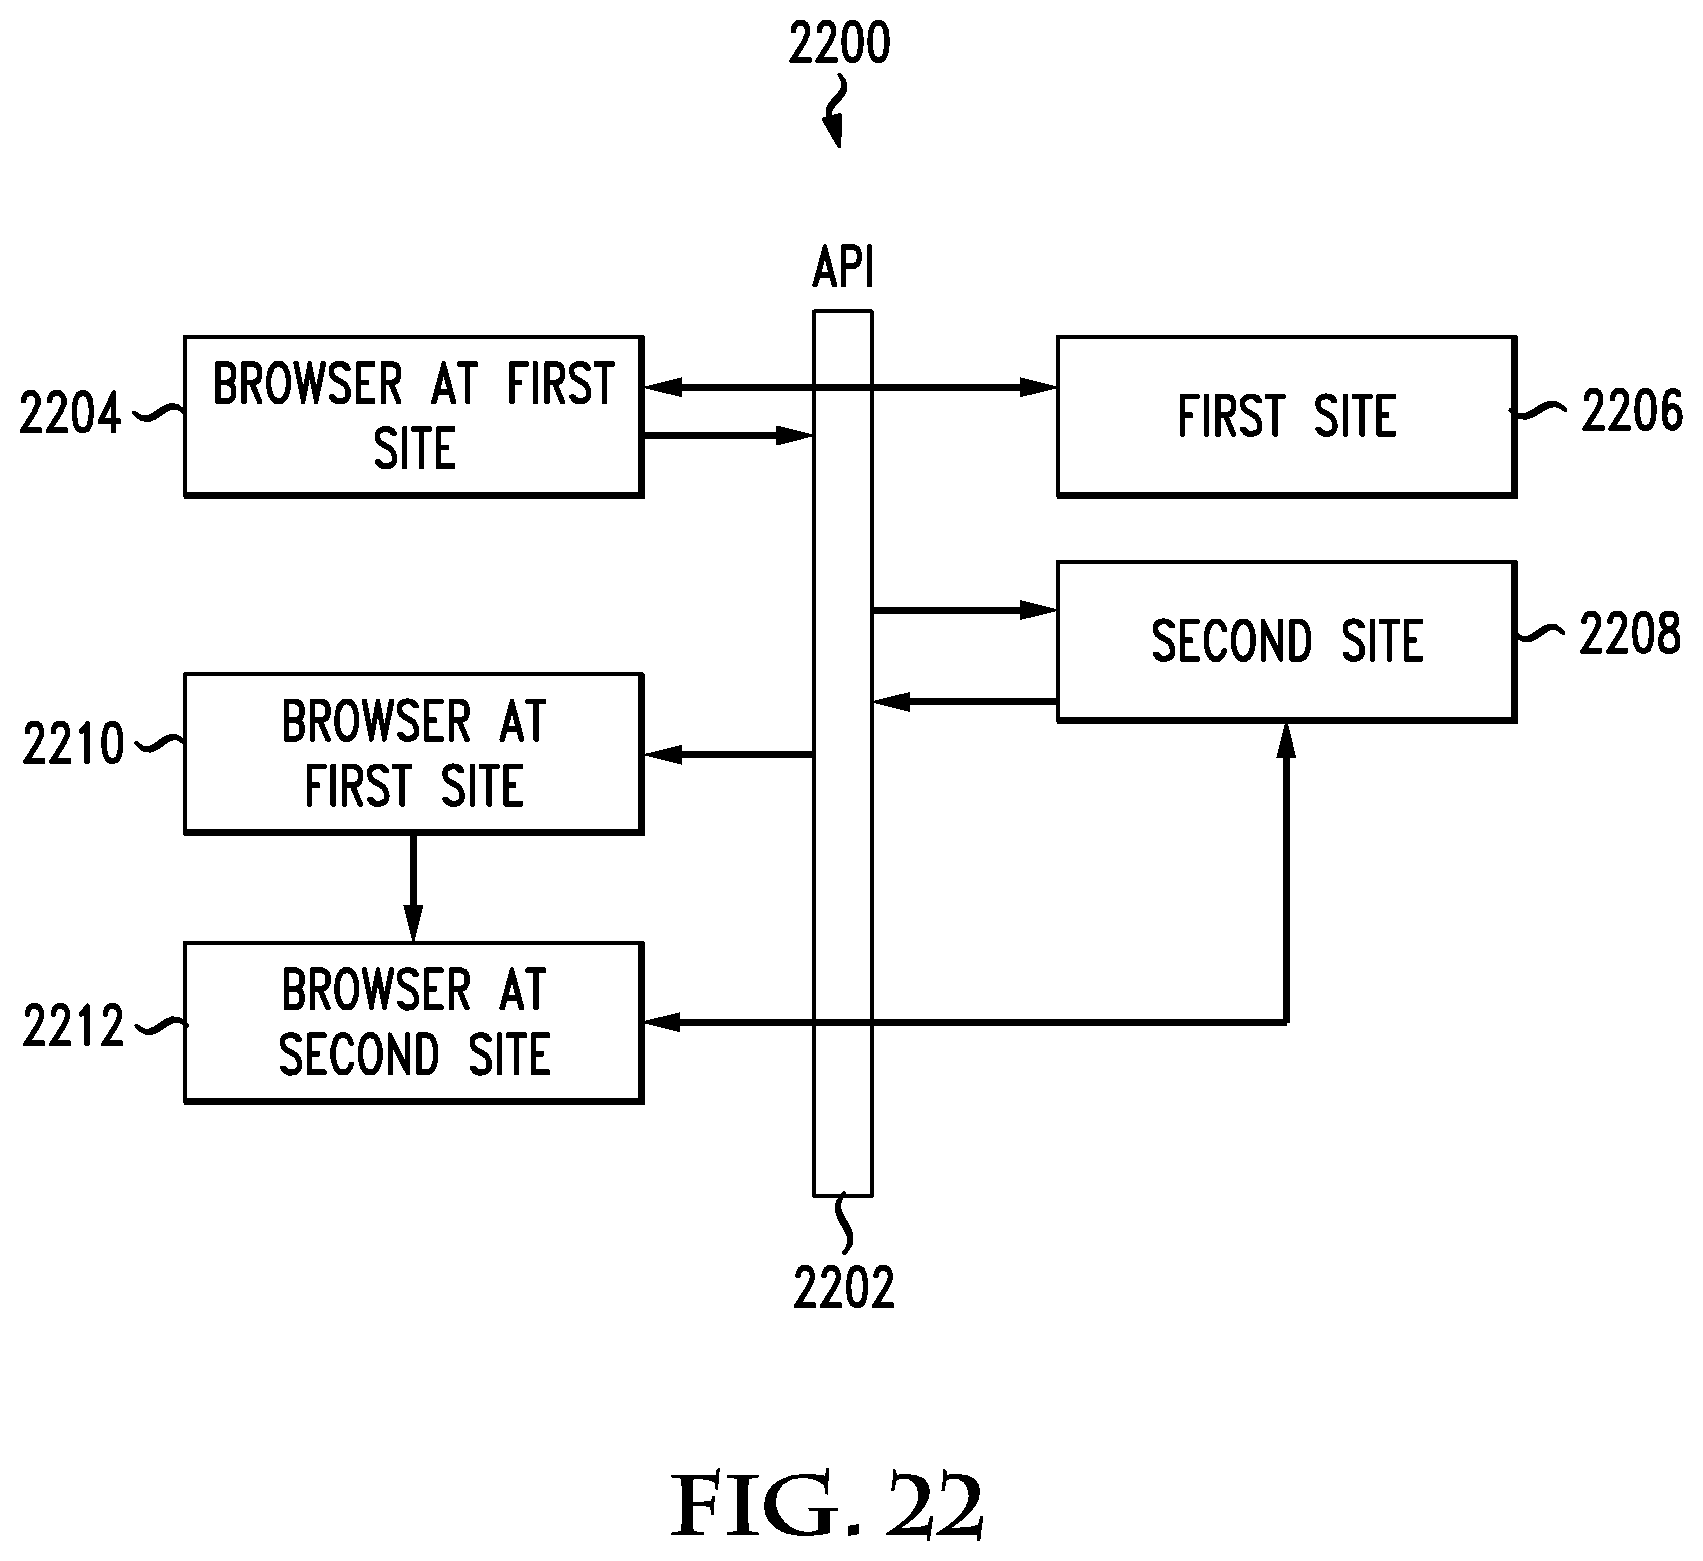 2200
API
2204
BROWSER AT FIRST
SITE
FIRST SITE
2206
SECOND SITE
2208
2210
BROWSER AT
FIRST SITE
2212
BROWSER AT
SECOND SITE
2202
FIG. 22